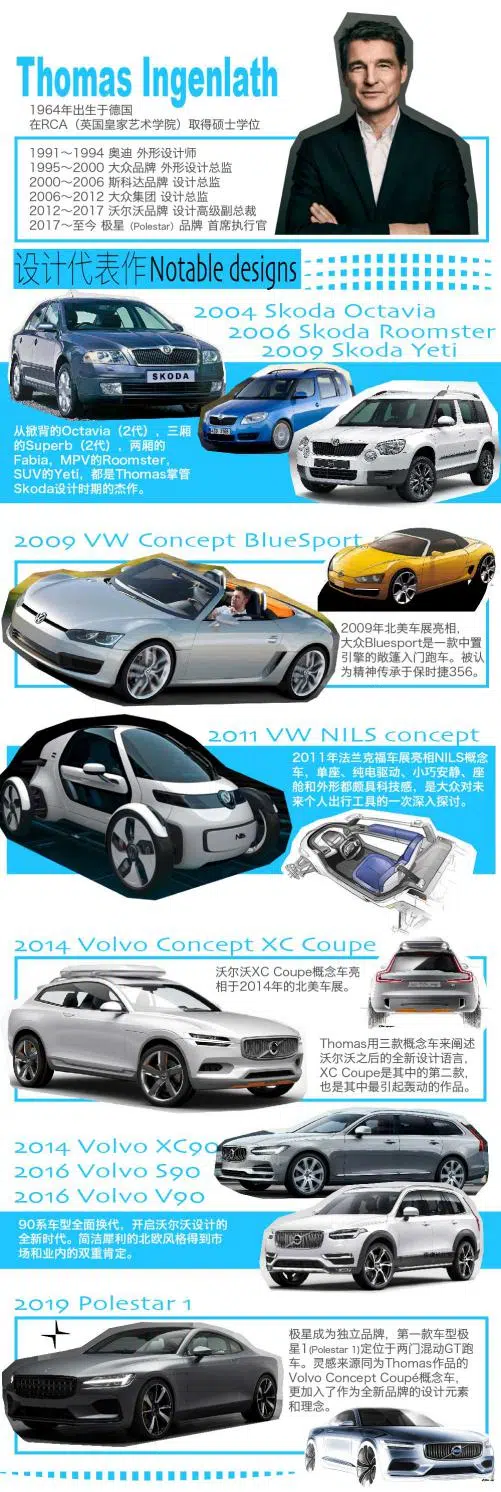 Thomas Ingenlath
1964年出生于德国
在RCA（英国皇家艺术学院）取得硕士学位
1991～1994 奥迪 外形设计师
1995～2000 大众品牌 外形设计总监
2000～2006 斯科达品牌 设计总监
2006～2012 大众集团 设计总监
2012～2017 沃尔沃品牌 设计高级副总裁
2017～至今 极星（Polestar）品牌 首席执行官
设计代表作Notable designs
2004 Skoda Octavia
2006 Skoda Roomster
2009 Skoda Yeti
SKODA
从掀背的Octavia（2代），三厢
的Superb（2代），两厢的
Fabia，MPV的Roomster，
SUV的Yeti，都是Thomas掌管
Skoda设计时期的杰作。
2009 VW Concept BlueSport
2009年北美车展亮相，
大众Bluesport是一款中置
引擎的敞篷入门跑车。被认
为精神传承于保时捷356。
2011 VW NILS concept
2011年法兰克福车展亮相NILS概念
车，单座、纯电驱动、小巧安静、座
舱和外形都颇具科技感，是大众对未
来个人出行工具的一次深入探讨。
NILS
2014 Volvo Concept XC Coupe
沃尔沃XC Coupe概念车亮
相于2014年的北美车展。
Thomas用三款概念车来阐述
沃尔沃之后的全新设计语言，
XC Coupe是其中的第二款，
也是其中最引起轰动的作品。
2014 Volvo XC90
2016 Volvo S90
2016 Volvo V90
90系车型全面换代，开启沃尔沃设计的
全新时代。简洁犀利的北欧风格得到市
场和业内的双重肯定。
2019 Polestar 1
极星成为独立品牌，第一款车型极
星1(Polestar 1)定位于两门混动GT跑
车。灵感来源同为Thomas作品的
Volvo Concept Coupé概念车，
更加入了作为全新品牌的设计元素
和理念。